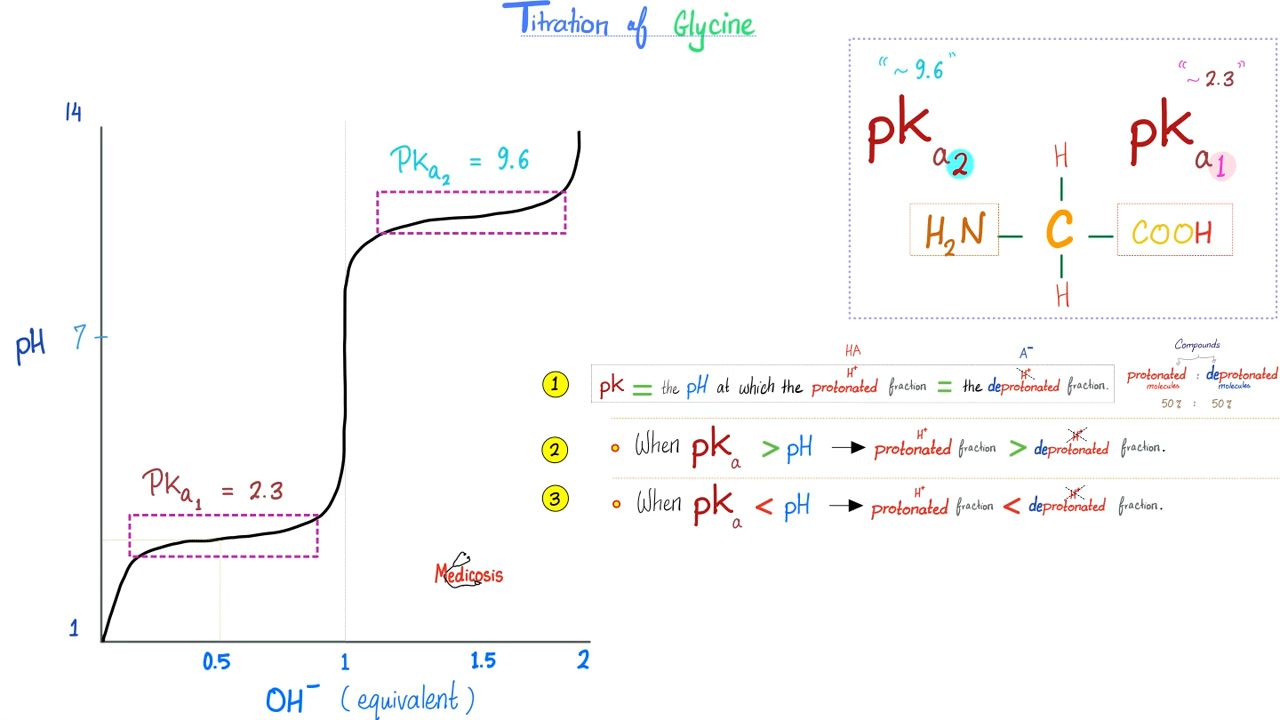 Titration of Glycine
14
pH
7
1
PKa2 = 9.6
PKa1 = 2.3
0.5
1
1.5
2
OH⁻ (equivalent)
Medicosis
"~9.6"
"~2.3"
pka2
pka1
H
H2N
C
COOH
H
HA
A⁻
Compounds
1
pk = the pH at which the protonated fraction = the deprotonated fraction.
H⁺
H⁺
protonated : deprotonated
molecules
molecules
50% : 50%
2
When pka > pH → protonated fraction > deprotonated fraction.
H⁺
H⁺
3
When pka < pH → protonated fraction < deprotonated fraction.
H⁺
H⁺